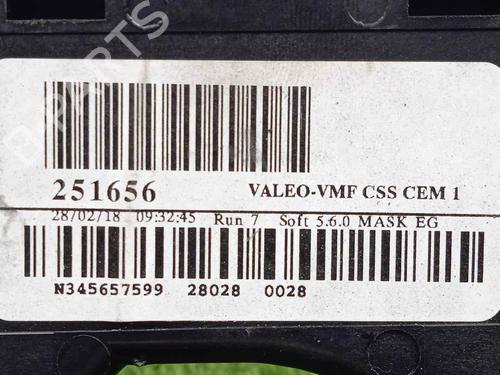 B-PARTS
251656 VALEO-VMF CSS CEM 1
28/02/18 09:32:45 Run 7 Soft 5.6.0 MASK EG
N345657599 28028 0028